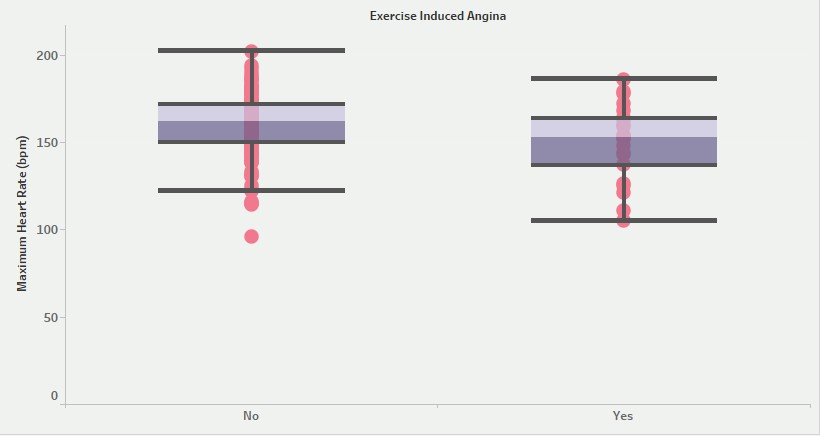 Exercise Induced Angina
Maximum Heart Rate (bpm)
200
150
100
50
0
No
Yes